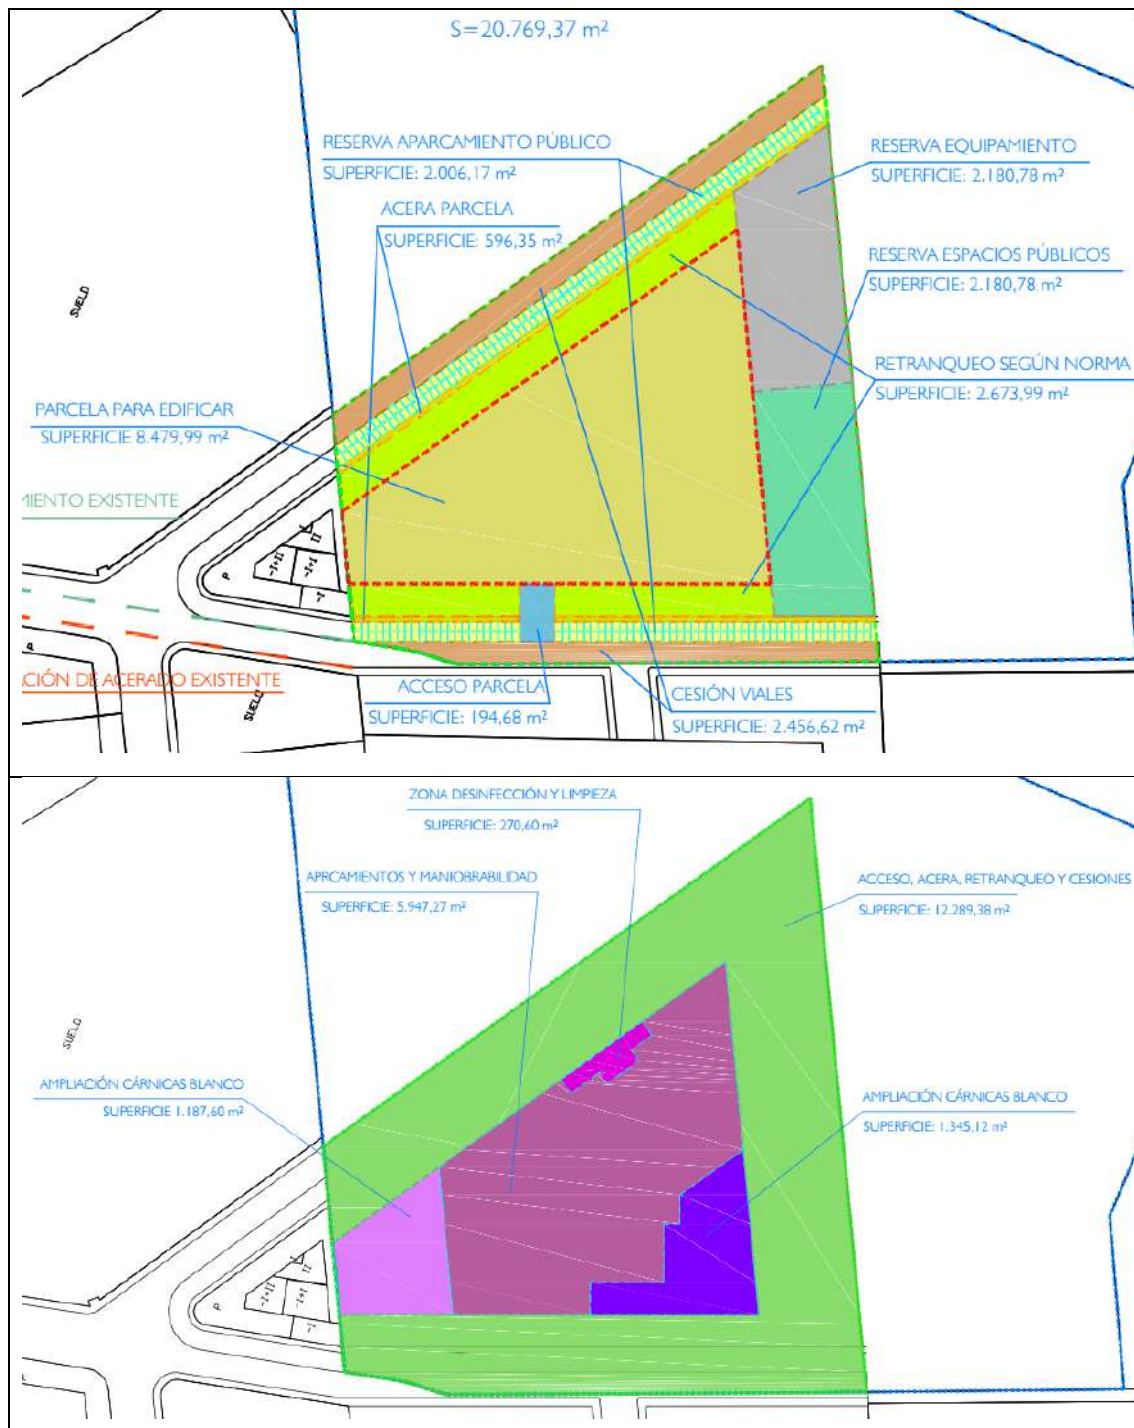 S=20.769,37 m²
RESERVA APARCAMIENTO PÚBLICO
SUPERFICIE: 2.006,17 m²
RESERVA EQUIPAMIENTO
SUPERFICIE: 2.180,78 m²
ACERA PARCELA
SUPERFICIE: 596,35 m²
RESERVA ESPACIOS PÚBLICOS
SUPERFICIE: 2.180,78 m²
SUELO
RETRANQUEO SEGÚN NORMA
SUPERFICIE: 2.673,99 m²
PARCELA PARA EDIFICAR
SUPERFICIE 8.479,99 m²
MIENTO EXISTENTE
II
-I+II
-I+I
-I
P
P
CIÓN DE ACERADO EXISTENTE
SUELO
ACCESO PARCELA
SUPERFICIE: 194,68 m²
CESIÓN VIALES
SUPERFICIE: 2.456,62 m²
ZONA DESINFECCIÓN Y LIMPIEZA
SUPERFICIE: 270,60 m²
APRCAMIENTOS Y MANIOBRABILIDAD
SUPERFICIE: 5.947,27 m²
ACCESO, ACERA, RETRANQUEO Y CESIONES
SUPERFICIE: 12.289,38 m²
SUELO
AMPLIACIÓN CÁRNICAS BLANCO
SUPERFICIE 1.187,60 m²
AMPLIACIÓN CÁRNICAS BLANCO
SUPERFICIE: 1.345,12 m²
II
-I+II
-I+I
-I
P